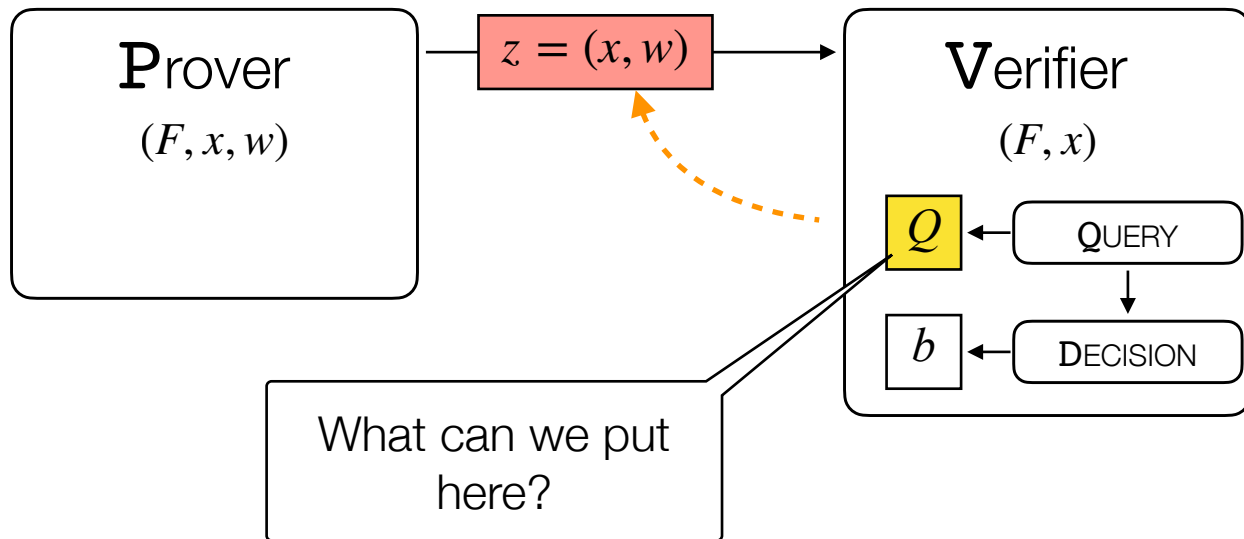 Prover
(F, x, w)
z = (x, w)
Verifier
(F, x)
Q
QUERY
b
DECISION
What can we put
here?